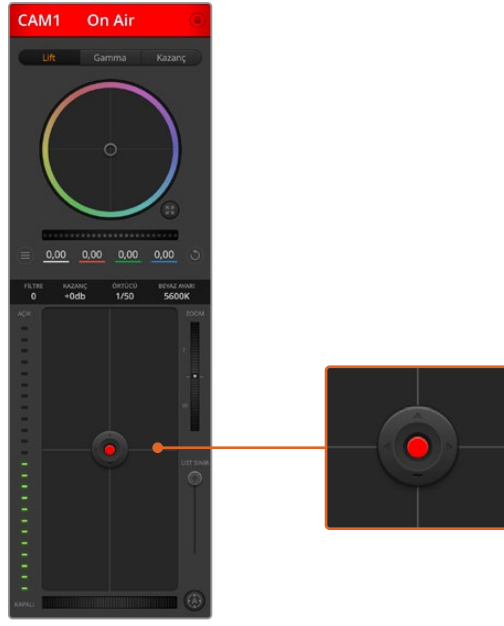 CAM1 On Air
Lift Gamma Kazanç
0,00 0,00 0,00 0,00
FİLTRE KAZANÇ ÖRTÜCÜ BEYAZ AYARI
0 +0db 1/50 5600K
AÇIK ZOOM
T
W
ÜST SINIR
KAPALI
A